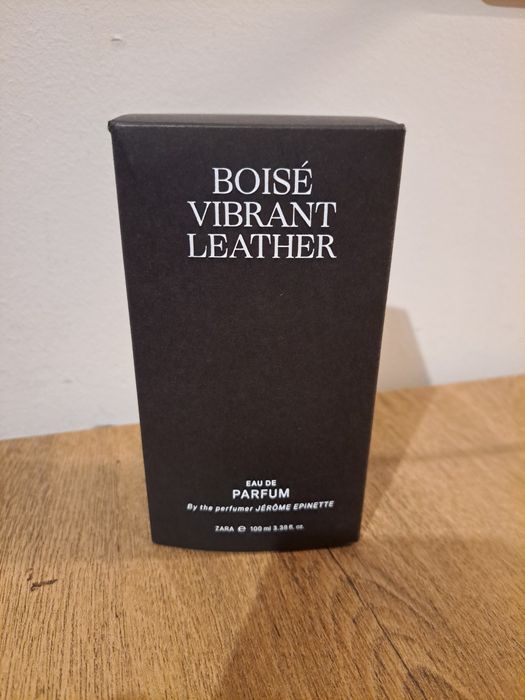 BOISÉ
VIBRANT
LEATHER
EAU DE
PARFUM
By the perfumer JÉRÔME EPINETTE
ZARA ℮ 100 ml 3.38 fl. oz.